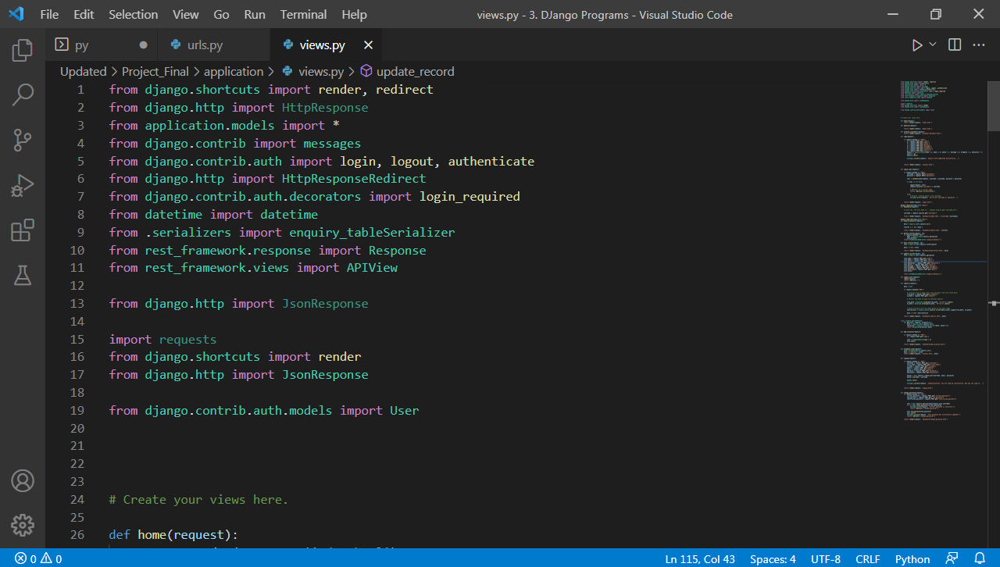 File Edit Selection View Go Run Terminal Help views.py - 3. DJango Programs - Visual Studio Code
py urls.py views.py
Updated > Project_Final > application > views.py > update_record
1 from django.shortcuts import render, redirect
2 from django.http import HttpResponse
3 from application.models import *
4 from django.contrib import messages
5 from django.contrib.auth import login, logout, authenticate
6 from django.http import HttpResponseRedirect
7 from django.contrib.auth.decorators import login_required
8 from datetime import datetime
9 from .serializers import enquiry_tableSerializer
10 from rest_framework.response import Response
11 from rest_framework.views import APIView
12
13 from django.http import JsonResponse
14
15 import requests
16 from django.shortcuts import render
17 from django.http import JsonResponse
18
19 from django.contrib.auth.models import User
20
21
22
23
24 # Create your views here.
25
26 def home(request):
0 0 Ln 115, Col 43 Spaces: 4 UTF-8 CRLF Python